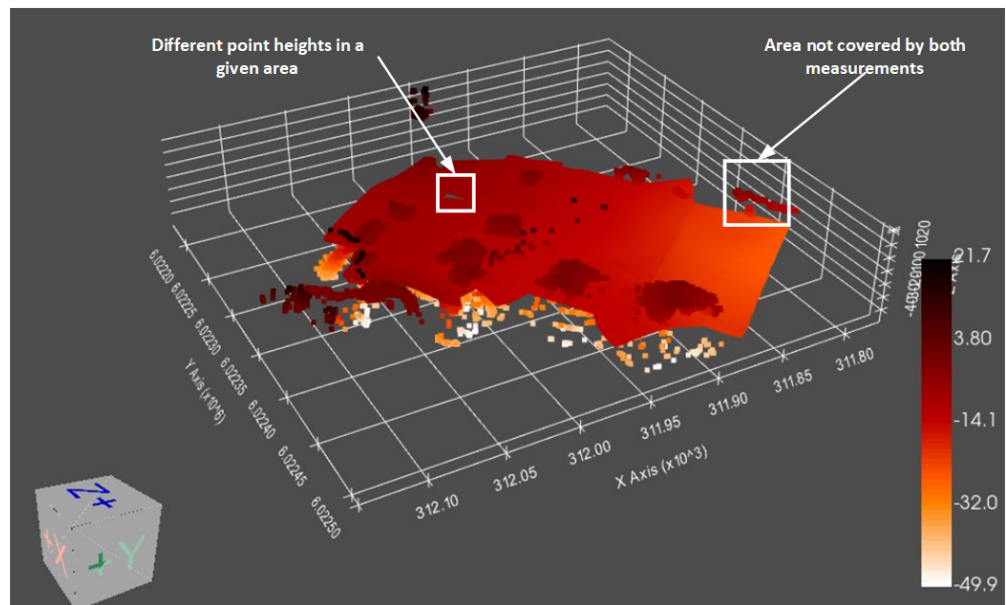 Different point heights in a
given area
Area not covered by both
measurements
6.02220
6.02225
6.02230
6.02235
6.02240
6.02245
6.02250
Y Axis (x10^6)
312.10
312.05
312.00
311.95
311.90
311.85
311.80
X Axis (x10^3)
21.7
3.80
-14.1
-32.0
-49.9
Z
X
X
Y